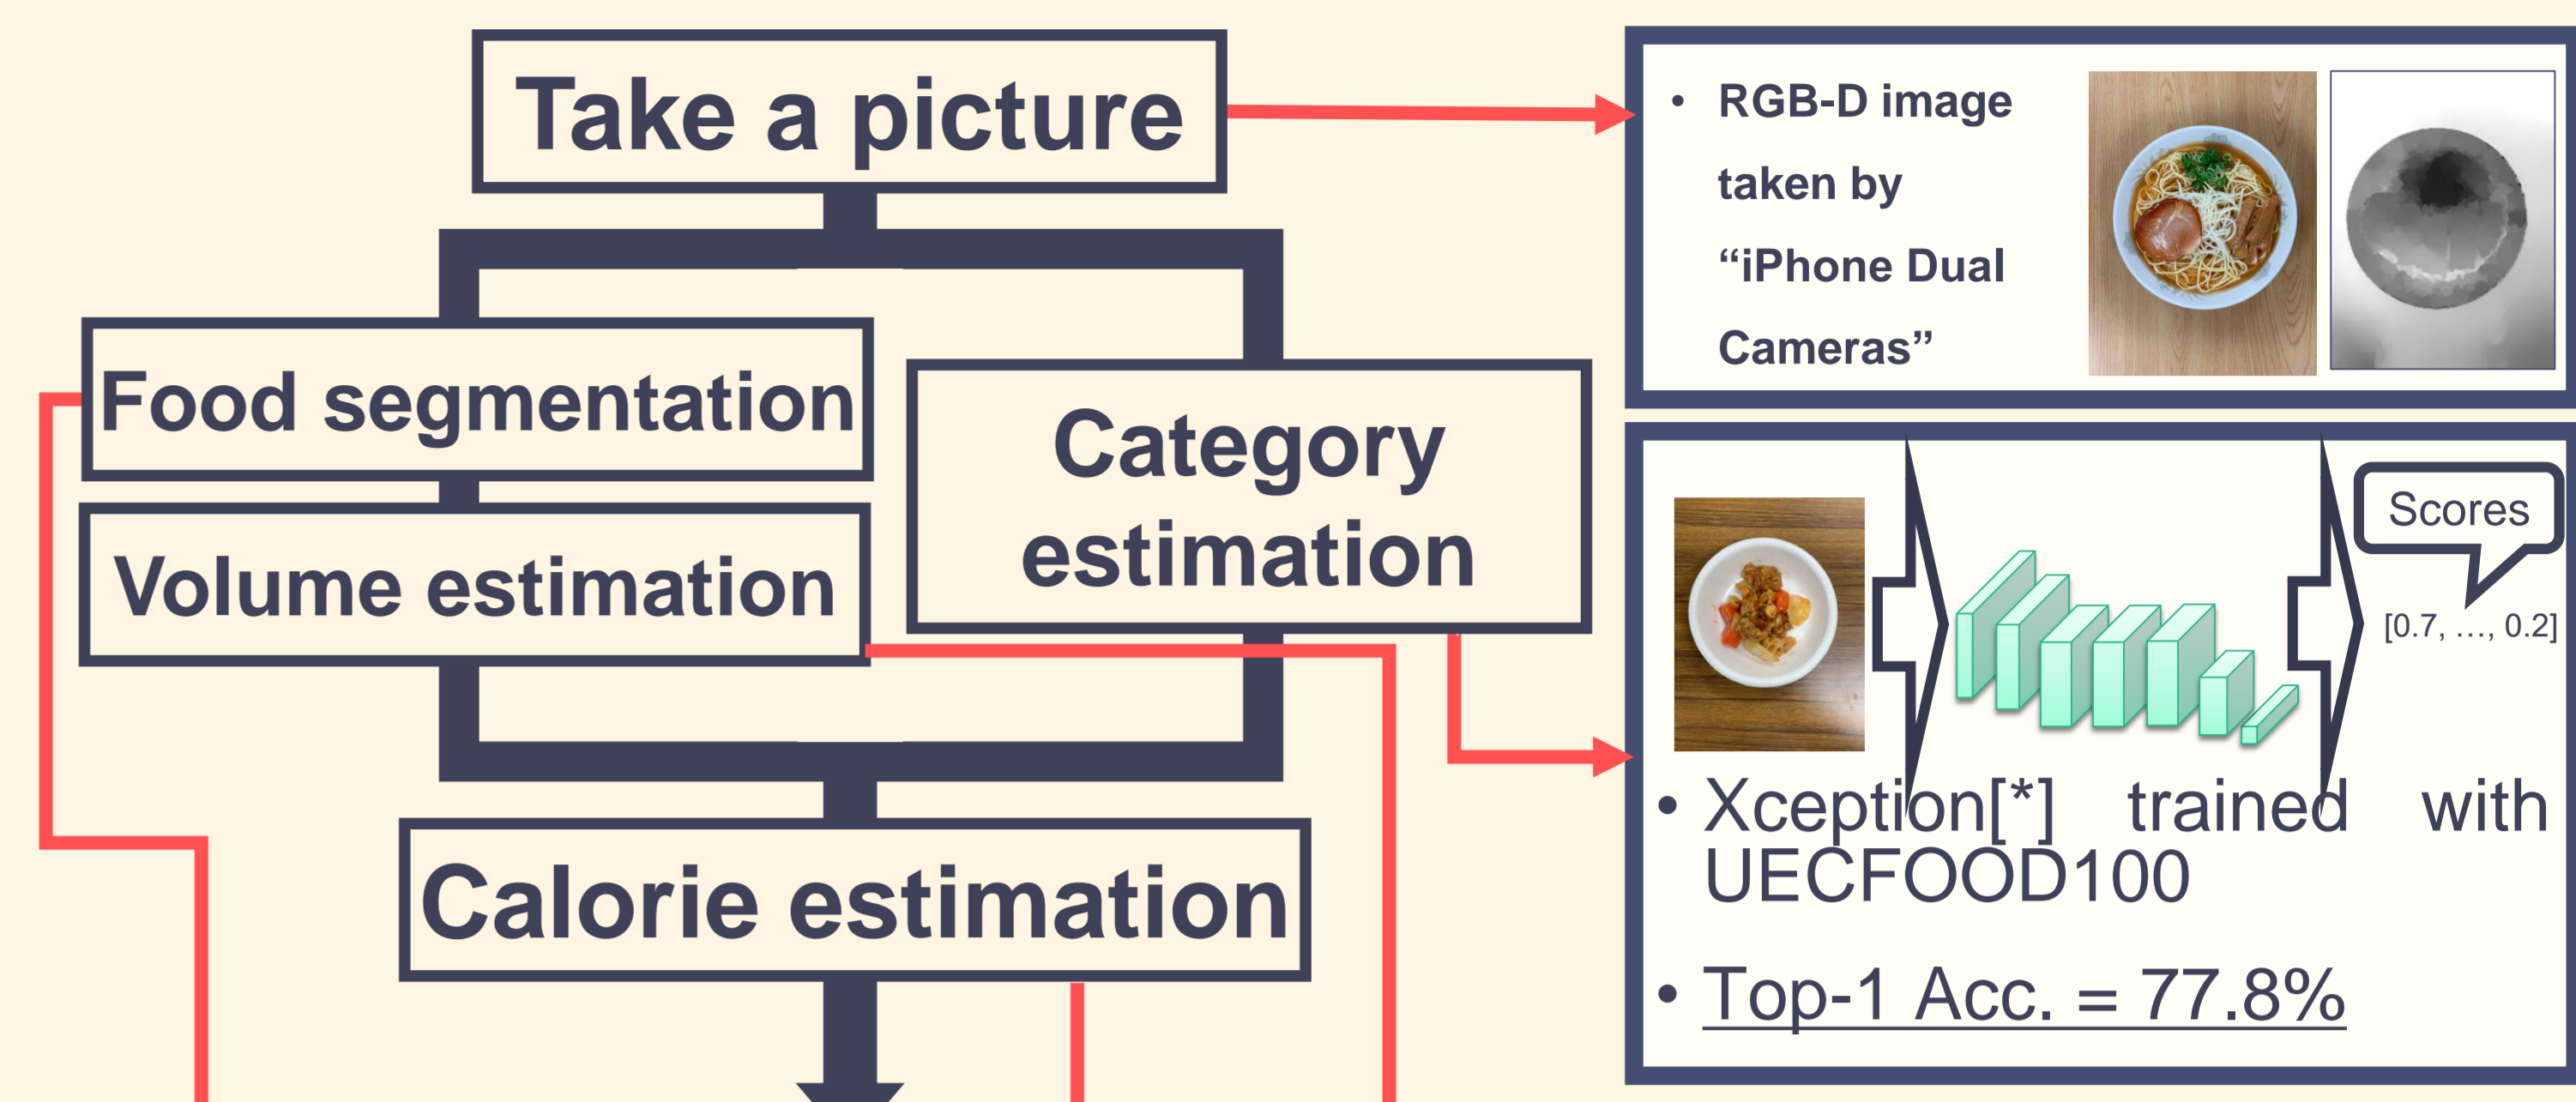 Take a picture
Food segmentation
Volume estimation
Category
estimation
Calorie estimation
• RGB-D image
taken by
“iPhone Dual
Cameras”
Scores
[0.7, …, 0.2]
• Xception[*] trained with
UECFOOD100
• Top-1 Acc. = 77.8%